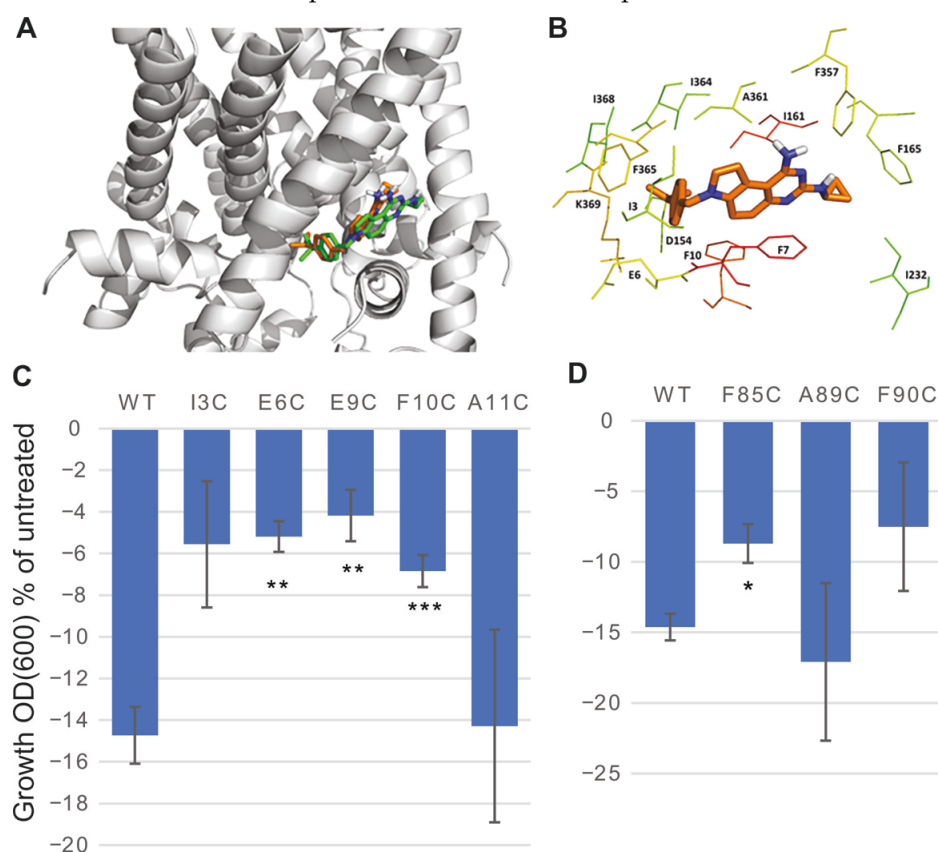 A
B
F357
I364
A361
I368
I161
F165
F365
K369
I3
D154
F10
F7
E6
I232
C
WT I3C E6C E9C F10C A11C
Growth OD(600) % of untreated
0
−2
−4
−6
−8
−10
−12
−14
−16
−18
−20
**
**
***
D
WT F85C A89C F90C
0
−5
−10
−15
−20
−25
*